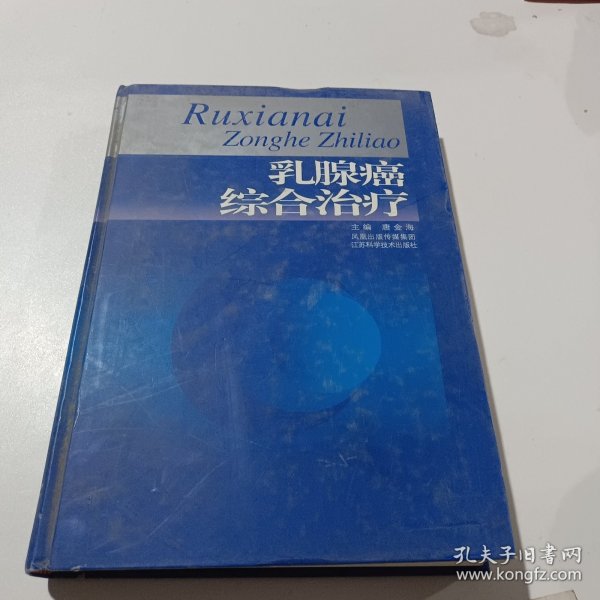 Ruxianai
Zonghe Zhiliao
乳腺癌
综合治疗
主编 唐金海
凤凰出版传媒集团
江苏科学技术出版社
孔夫子旧书网
www.kongfz.com